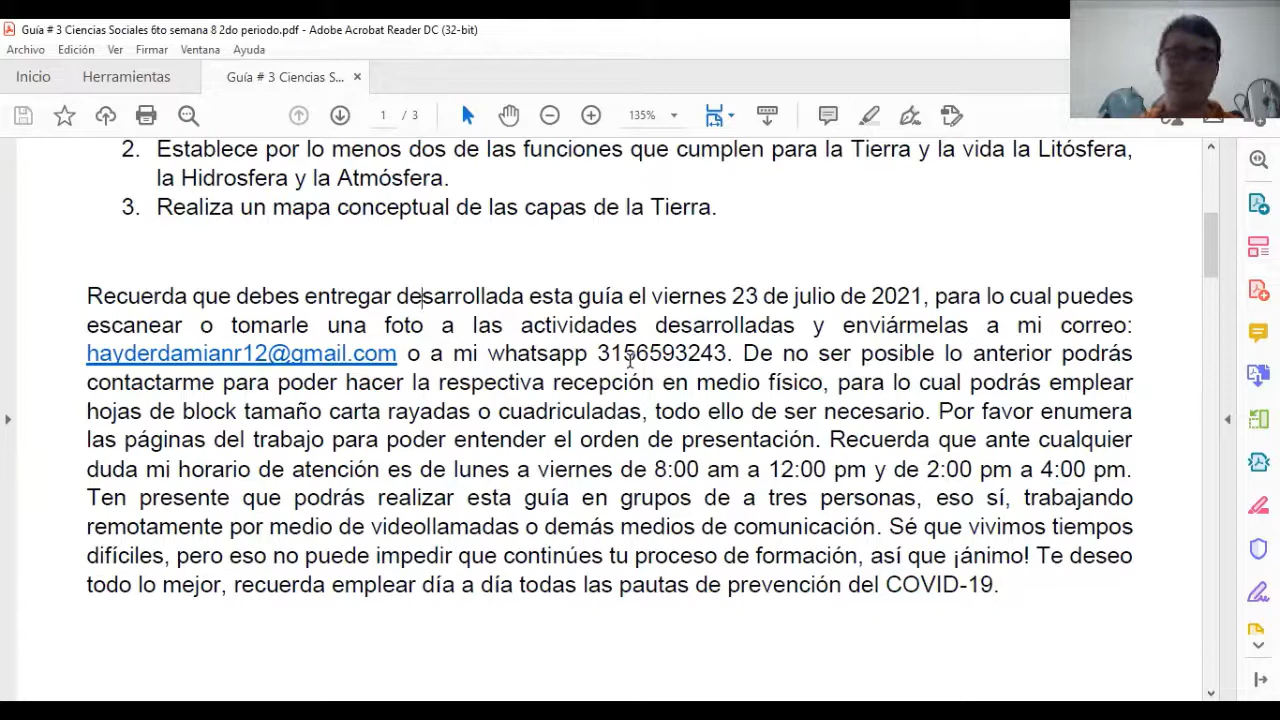 Guía # 3 Ciencias Sociales 6to semana 8 2do periodo.pdf - Adobe Acrobat Reader DC (32-bit)
Archivo Edición Ver Firmar Ventana Ayuda
Inicio Herramientas Guía # 3 Ciencias S... ×
1 / 3 135%
2. Establece por lo menos dos de las funciones que cumplen para la Tierra y la vida la Litósfera,
la Hidrosfera y la Atmósfera.
3. Realiza un mapa conceptual de las capas de la Tierra.
Recuerda que debes entregar desarrollada esta guía el viernes 23 de julio de 2021, para lo cual puedes
escanear o tomarle una foto a las actividades desarrolladas y enviármelas a mi correo:
hayderdamianr12@gmail.com o a mi whatsapp 3156593243. De no ser posible lo anterior podrás
contactarme para poder hacer la respectiva recepción en medio físico, para lo cual podrás emplear
hojas de block tamaño carta rayadas o cuadriculadas, todo ello de ser necesario. Por favor enumera
las páginas del trabajo para poder entender el orden de presentación. Recuerda que ante cualquier
duda mi horario de atención es de lunes a viernes de 8:00 am a 12:00 pm y de 2:00 pm a 4:00 pm.
Ten presente que podrás realizar esta guía en grupos de a tres personas, eso sí, trabajando
remotamente por medio de videollamadas o demás medios de comunicación. Sé que vivimos tiempos
difíciles, pero eso no puede impedir que continúes tu proceso de formación, así que ¡ánimo! Te deseo
todo lo mejor, recuerda emplear día a día todas las pautas de prevención del COVID-19.